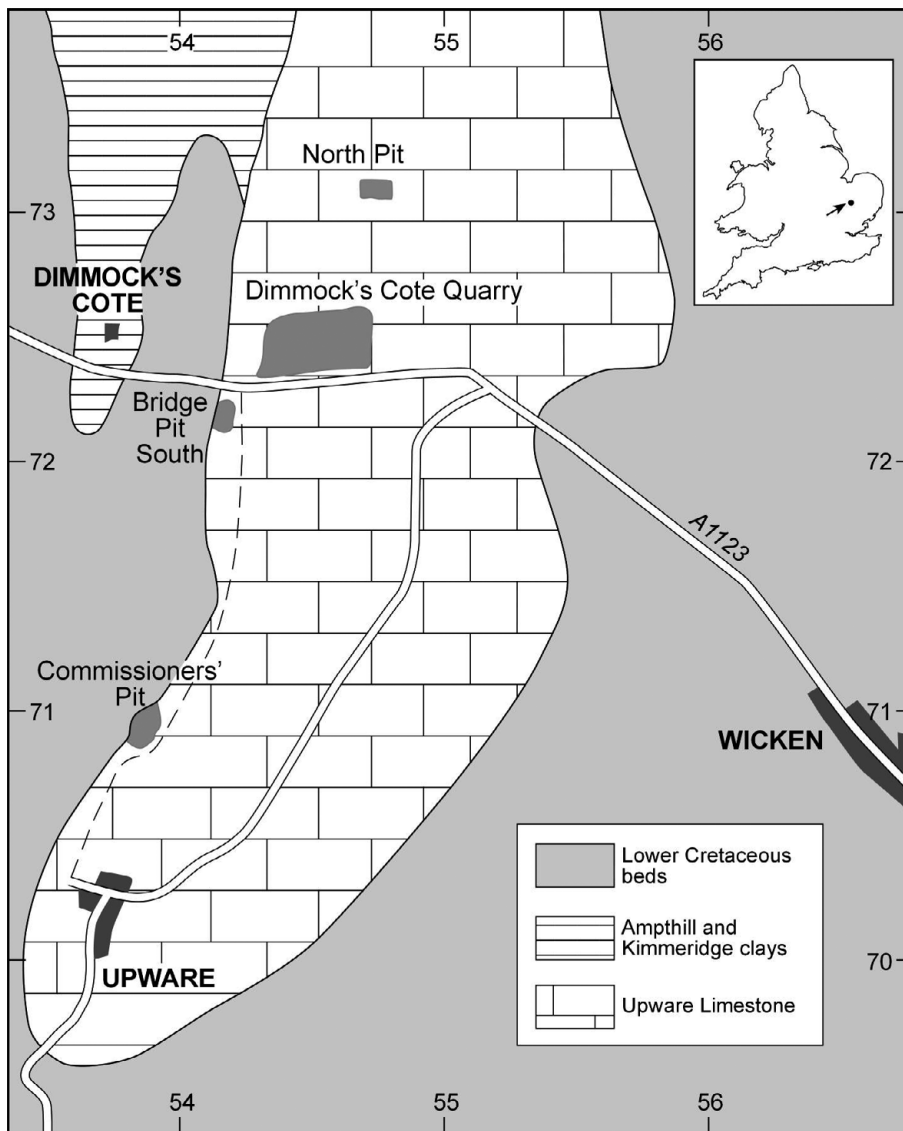 54
55
56
North Pit
73
DIMMOCK'S
COTE
Dimmock's Cote Quarry
Bridge
Pit
South
72
72
A1123
Commissioners'
Pit
71
71
WICKEN
Lower Cretaceous
beds
Ampthill and
Kimmeridge clays
Upware Limestone
UPWARE
70
70
54
55
56